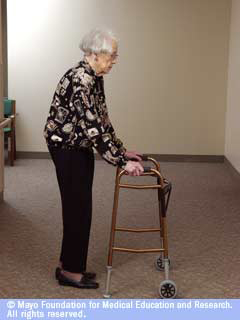 © Mayo Foundation for Medical Education and Research.
All rights reserved.